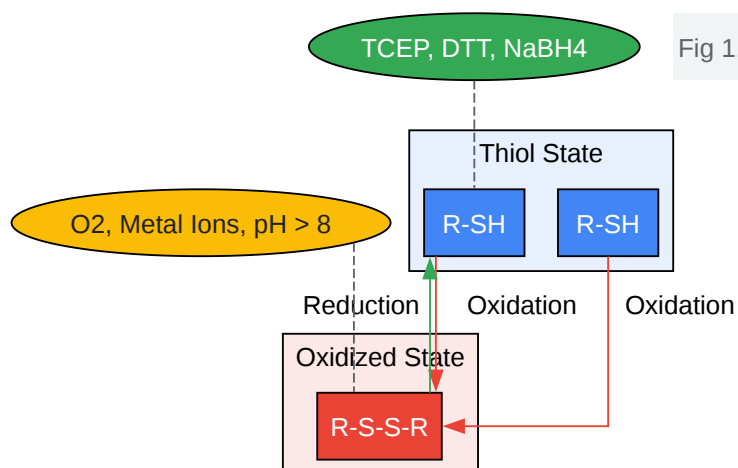 TCEP, DTT, NaBH4
Fig 1
Thiol State
O2, Metal Ions, pH > 8
R-SH
R-SH
Reduction
Oxidation
Oxidation
Oxidized State
R-S-S-R